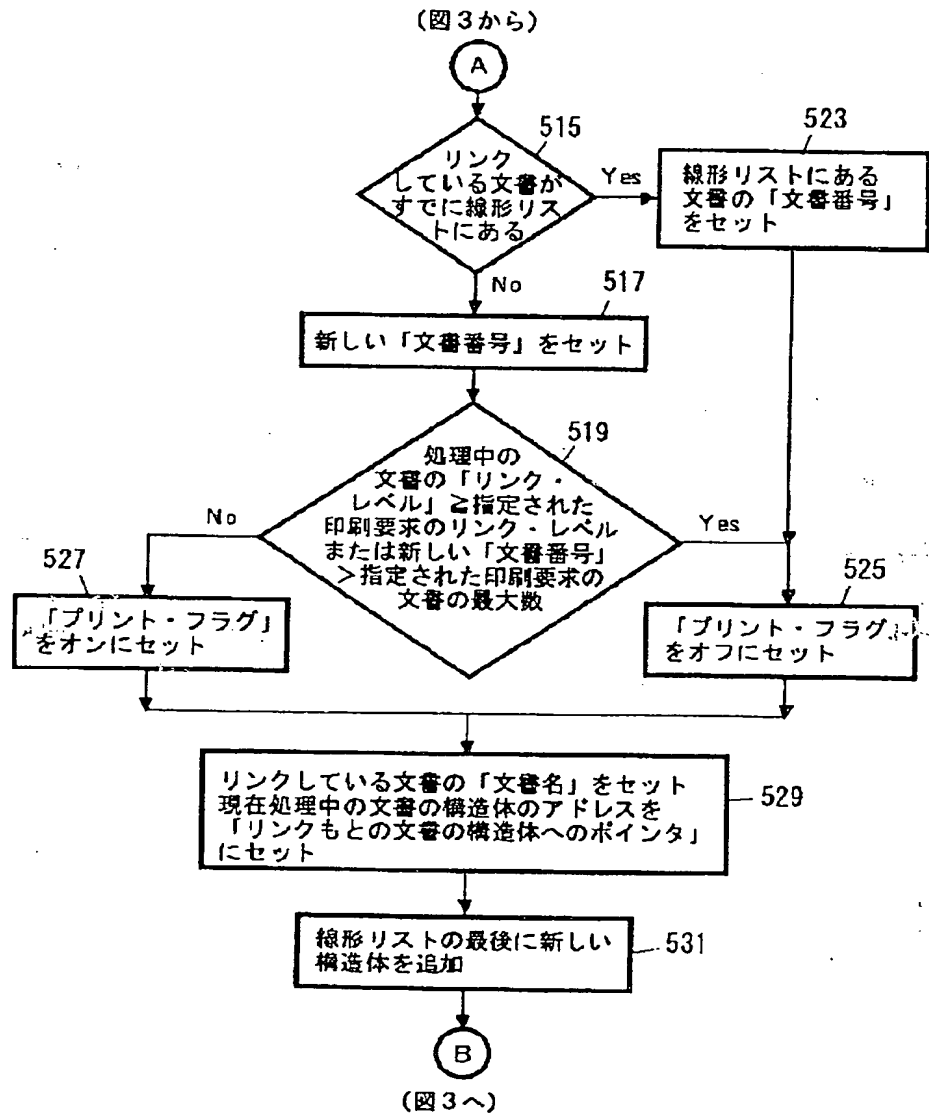 (図3から)
A
515
リンク
している文書が
すでに線形リス
トにある
Yes
523
線形リストにある
文書の「文書番号」
をセット
No
517
新しい「文書番号」をセット
519
処理中の
文書の「リンク・
レベル」≧指定された
印刷要求のリンク・レベル
または新しい「文書番号」
>指定された印刷要求の
文書の最大数
No
Yes
527
「プリント・フラグ」
をオンにセット
525
「プリント・フラグ」
をオフにセット
リンクしている文書の「文書名」をセット
現在処理中の文書の構造体のアドレスを
「リンクもとの文書の構造体へのポインタ」
にセット
529
線形リストの最後に新しい
構造体を追加
531
B
(図3へ)